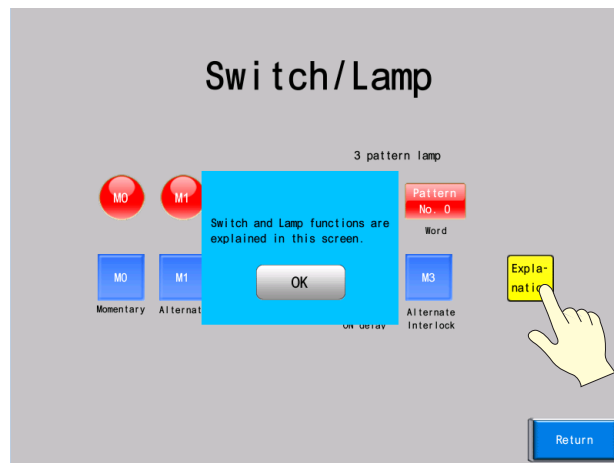 Switch/Lamp
3 pattern lamp
M0
M1
Pattern
No. 0
Word
Switch and Lamp functions are
explained in this screen.
OK
M0
M1
M3
Expla-
Momentary
Alternate
Interlock
ON delay
Return